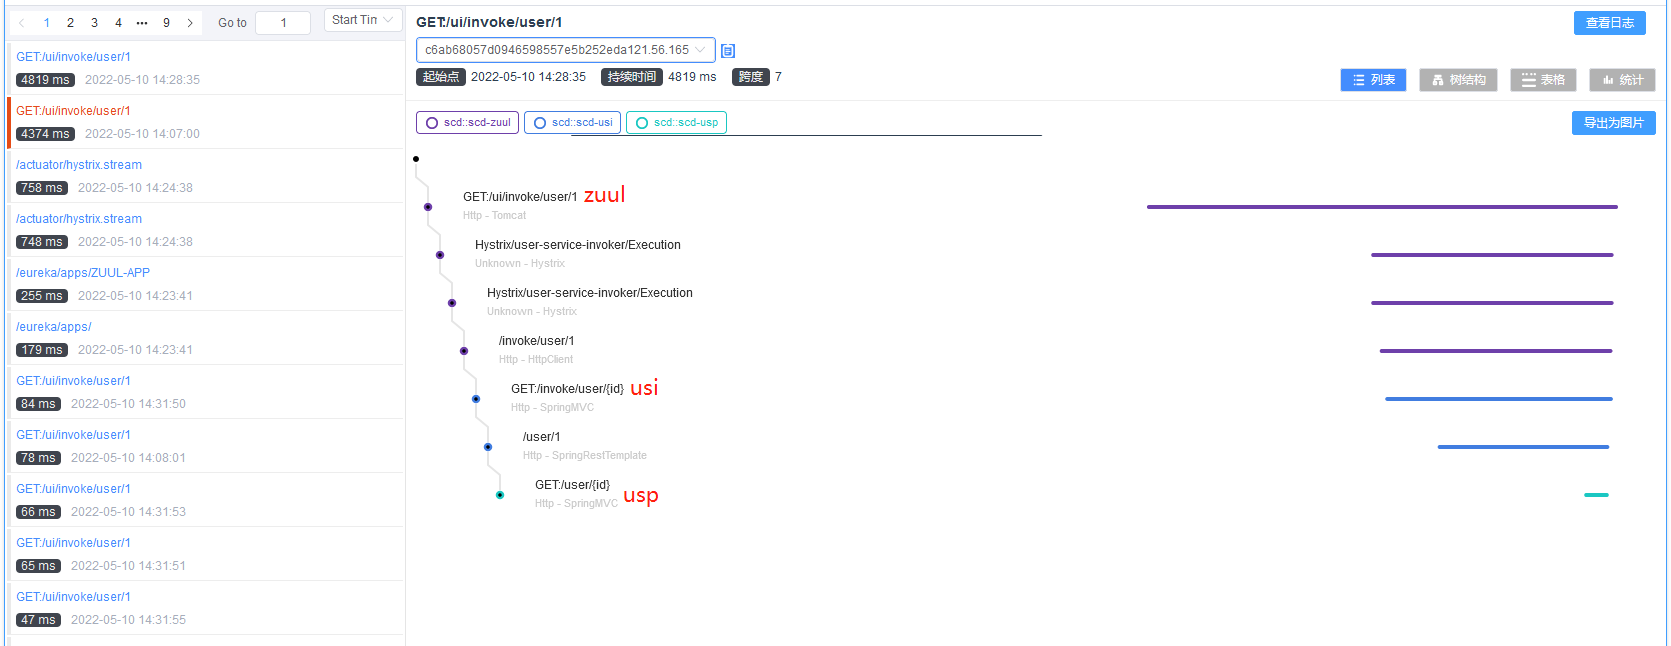 1 2 3 4 ••• 9 Go to 1 Start Tim
GET:/ui/invoke/user/1
4819 ms 2022-05-10 14:28:35
GET:/ui/invoke/user/1
4374 ms 2022-05-10 14:07:00
/actuator/hystrix.stream
758 ms 2022-05-10 14:24:38
/actuator/hystrix.stream
748 ms 2022-05-10 14:24:38
/eureka/apps/ZUUL-APP
255 ms 2022-05-10 14:23:41
/eureka/apps/
179 ms 2022-05-10 14:23:41
GET:/ui/invoke/user/1
84 ms 2022-05-10 14:31:50
GET:/ui/invoke/user/1
78 ms 2022-05-10 14:08:01
GET:/ui/invoke/user/1
66 ms 2022-05-10 14:31:53
GET:/ui/invoke/user/1
65 ms 2022-05-10 14:31:51
GET:/ui/invoke/user/1
47 ms 2022-05-10 14:31:55
GET:/ui/invoke/user/1
查看日志
c6ab68057d0946598557e5b252eda121.56.165
起始点 2022-05-10 14:28:35 持续时间 4819 ms 跨度 7
列表 树结构 表格 统计
scd::scd-zuul scd::scd-usi scd::scd-usp
导出为图片
GET:/ui/invoke/user/1 zuul
Http - Tomcat
Hystrix/user-service-invoker/Execution
Unknown - Hystrix
Hystrix/user-service-invoker/Execution
Unknown - Hystrix
/invoke/user/1
Http - HttpClient
GET:/invoke/user/{id} usi
Http - SpringMVC
/user/1
Http - SpringRestTemplate
GET:/user/{id}
Http - SpringMVC usp